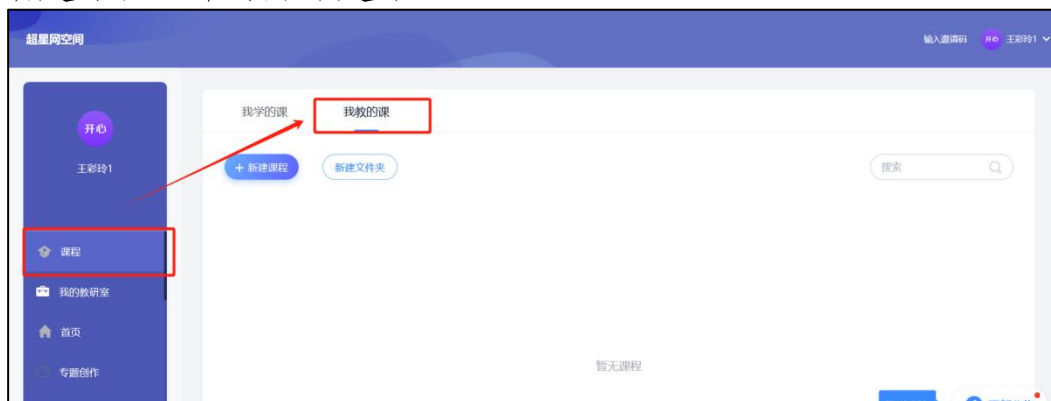 超星网空间
输入邀请码 开心 王彩玲1
开心
王彩玲1
课程
我的教研室
首页
专题创作
我学的课 我教的课
+ 新建课程 新建文件夹 搜索
暂无课程